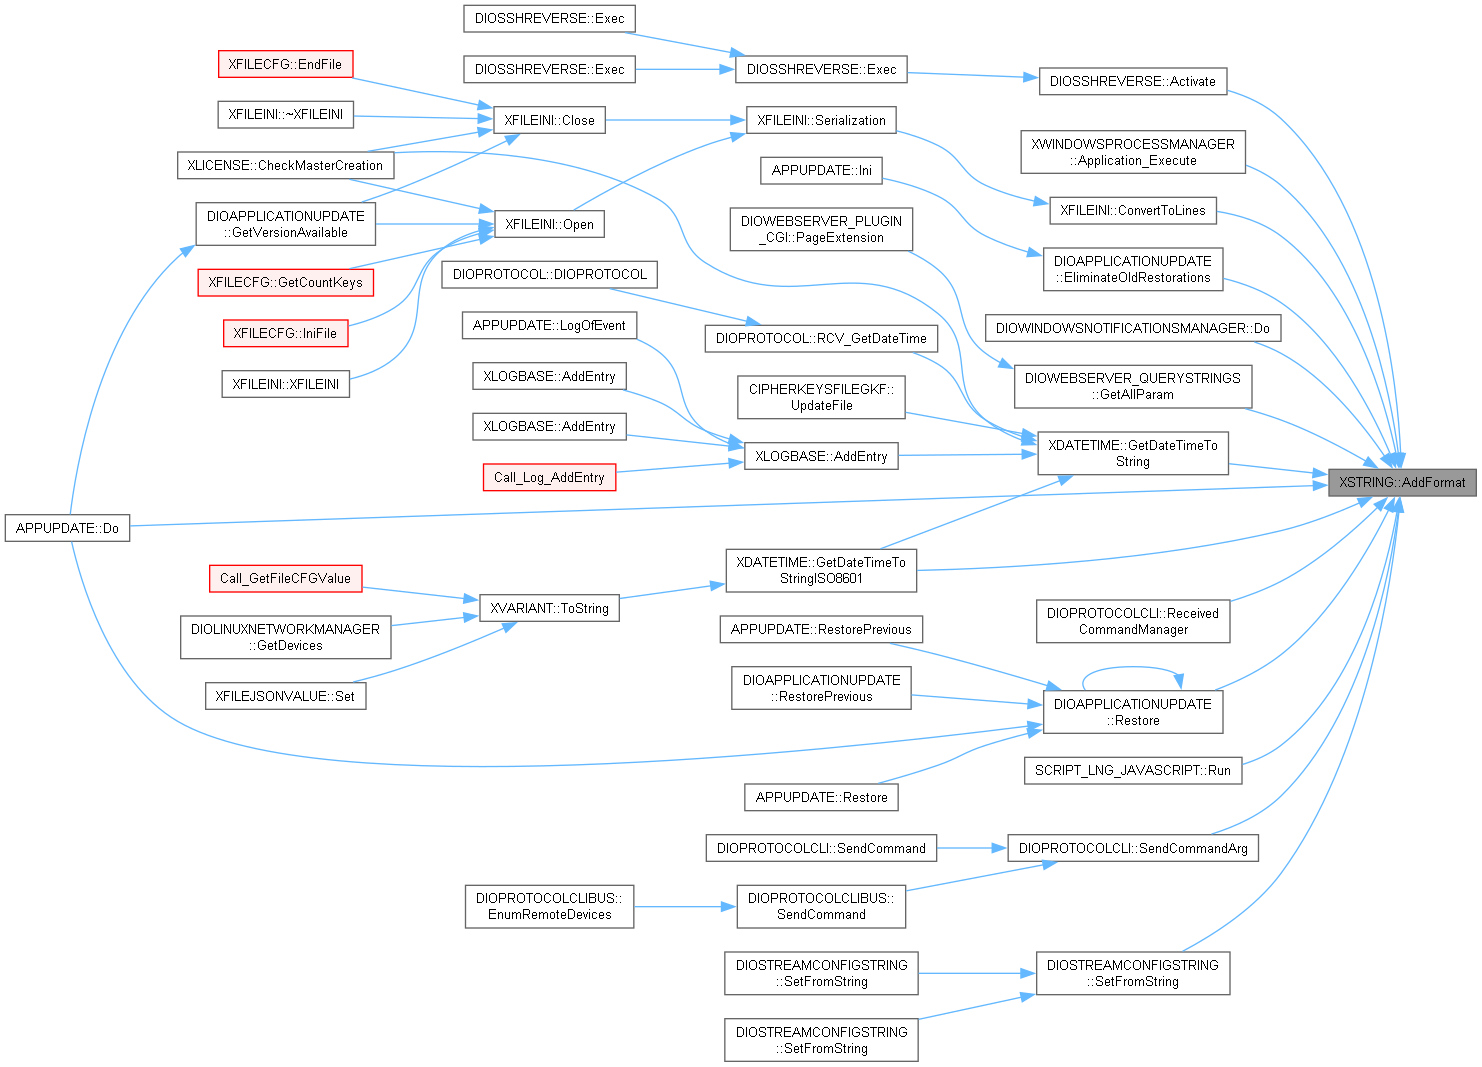 DIOSSHREVERSE::Exec
XFILECFG::EndFile
DIOSSHREVERSE::Exec
DIOSSHREVERSE::Exec
DIOSSHREVERSE::Activate
XFILEINI::~XFILEINI
XFILEINI::Close
XFILEINI::Serialization
XWINDOWSPROCESSMANAGER
::Application_Execute
XLICENSE::CheckMasterCreation
APPUPDATE::Ini
DIOAPPLICATIONUPDATE
::GetVersionAvailable
XFILEINI::Open
DIOWEBSERVER_PLUGIN
_CGI::PageExtension
XFILEINI::ConvertToLines
XFILECFG::GetCountKeys
DIOPROTOCOL::DIOPROTOCOL
DIOAPPLICATIONUPDATE
::EliminateOldRestorations
XFILECFG::IniFile
APPUPDATE::LogOfEvent
DIOPROTOCOL::RCV_GetDateTime
DIOWINDOWSNOTIFICATIONSMANAGER::Do
XFILEINI::XFILEINI
XLOGBASE::AddEntry
CIPHERKEYSFILEGKF::
UpdateFile
DIOWEBSERVER_QUERYSTRINGS
::GetAllParam
XLOGBASE::AddEntry
XLOGBASE::AddEntry
XDATETIME::GetDateTimeTo
String
Call_Log_AddEntry
XSTRING::AddFormat
APPUPDATE::Do
Call_GetFileCFGValue
XVARIANT::ToString
XDATETIME::GetDateTimeTo
StringISO8601
DIOLINUXNETWORKMANAGER
::GetDevices
APPUPDATE::RestorePrevious
DIOPROTOCOLCLI::Received
CommandManager
XFILEJSONVALUE::Set
DIOAPPLICATIONUPDATE
::RestorePrevious
DIOAPPLICATIONUPDATE
::Restore
APPUPDATE::Restore
SCRIPT_LNG_JAVASCRIPT::Run
DIOPROTOCOLCLI::SendCommand
DIOPROTOCOLCLI::SendCommandArg
DIOPROTOCOLCLIBUS::
EnumRemoteDevices
DIOPROTOCOLCLIBUS::
SendCommand
DIOSTREAMCONFIGSTRING
::SetFromString
DIOSTREAMCONFIGSTRING
::SetFromString
DIOSTREAMCONFIGSTRING
::SetFromString